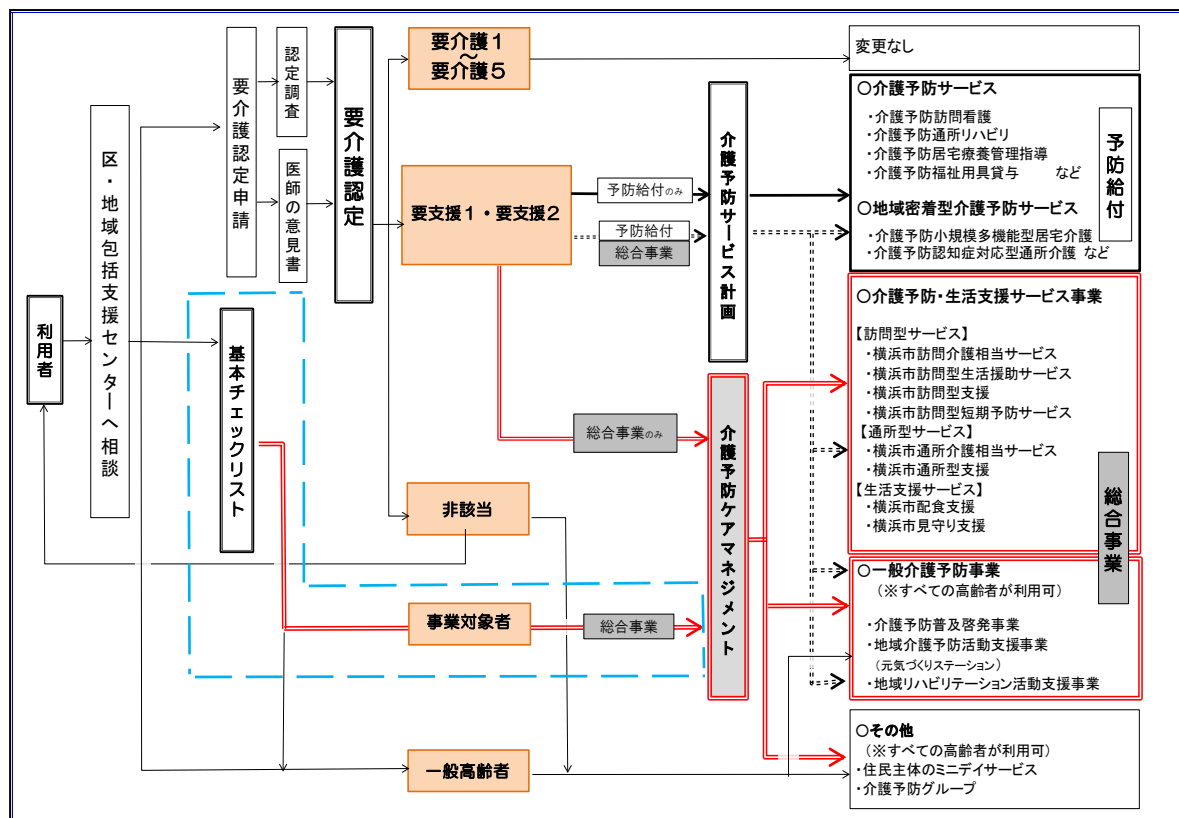 利用者
区・地域包括支援センターへ相談
要介護認定申請
認定調査
医師の意見書
要介護認定
基本チェックリスト
要介護１
～
要介護５
要支援１・要支援２
非該当
事業対象者
一般高齢者
予防給付のみ
予防給付
総合事業
総合事業のみ
総合事業
介護予防サービス計画
介護予防ケアマネジメント
変更なし
○介護予防サービス
・介護予防訪問看護
・介護予防通所リハビリ
・介護予防居宅療養管理指導
・介護予防福祉用具貸与　など
○地域密着型介護予防サービス
・介護予防小規模多機能型居宅介護
・介護予防認知症対応型通所介護 など
予防給付
○介護予防・生活支援サービス事業
【訪問型サービス】
・横浜市訪問介護相当サービス
・横浜市訪問型生活援助サービス
・横浜市訪問型支援
・横浜市訪問型短期予防サービス
【通所型サービス】
・横浜市通所介護相当サービス
・横浜市通所型支援
【生活支援サービス】
・横浜市配食支援
・横浜市見守り支援
総合事業
○一般介護予防事業
（※すべての高齢者が利用可）
・介護予防普及啓発事業
・地域介護予防活動支援事業
（元気づくりステーション）
・地域リハビリテーション活動支援事業
○その他
（※すべての高齢者が利用可）
・住民主体のミニデイサービス
・介護予防グループ